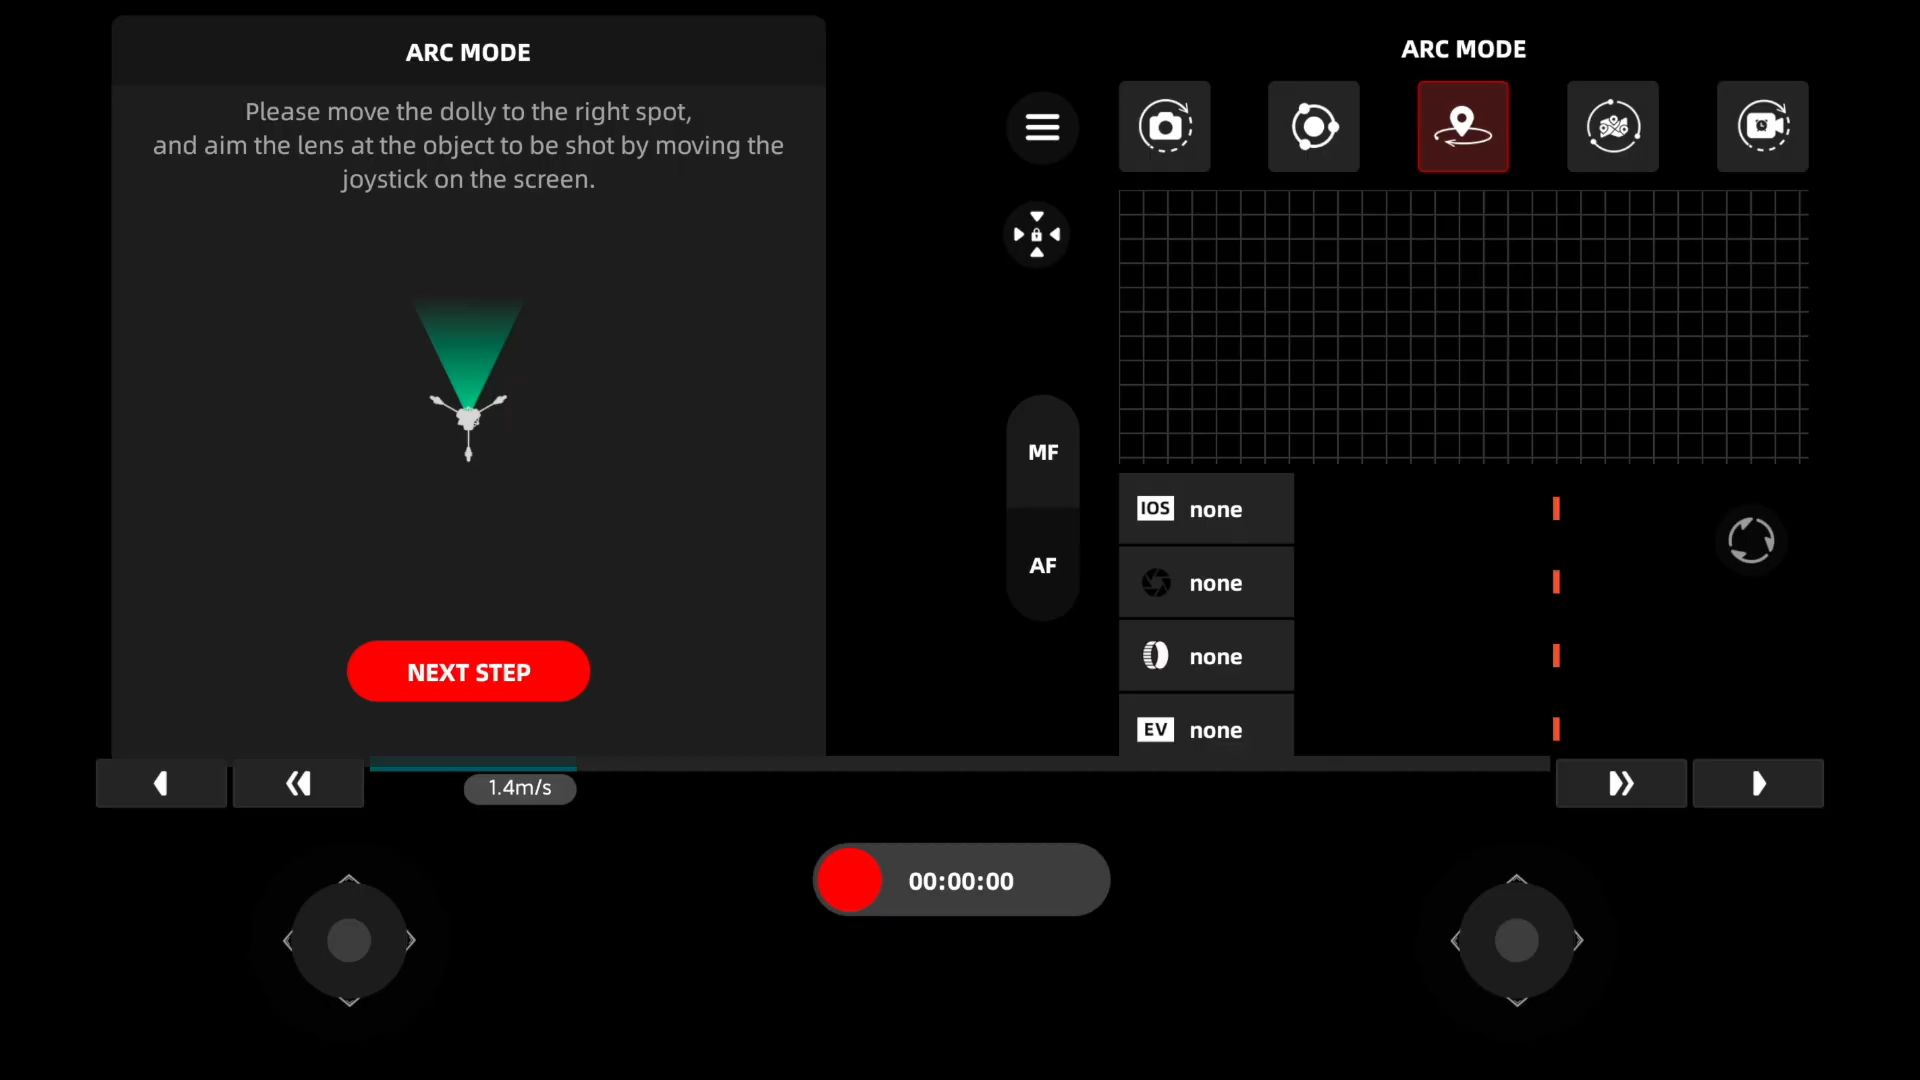 ARC MODE
Please move the dolly to the right spot,
and aim the lens at the object to be shot by moving the
joystick on the screen.
NEXT STEP
ARC MODE
MF
AF
IOS none
none
none
EV none
1.4m/s
00:00:00